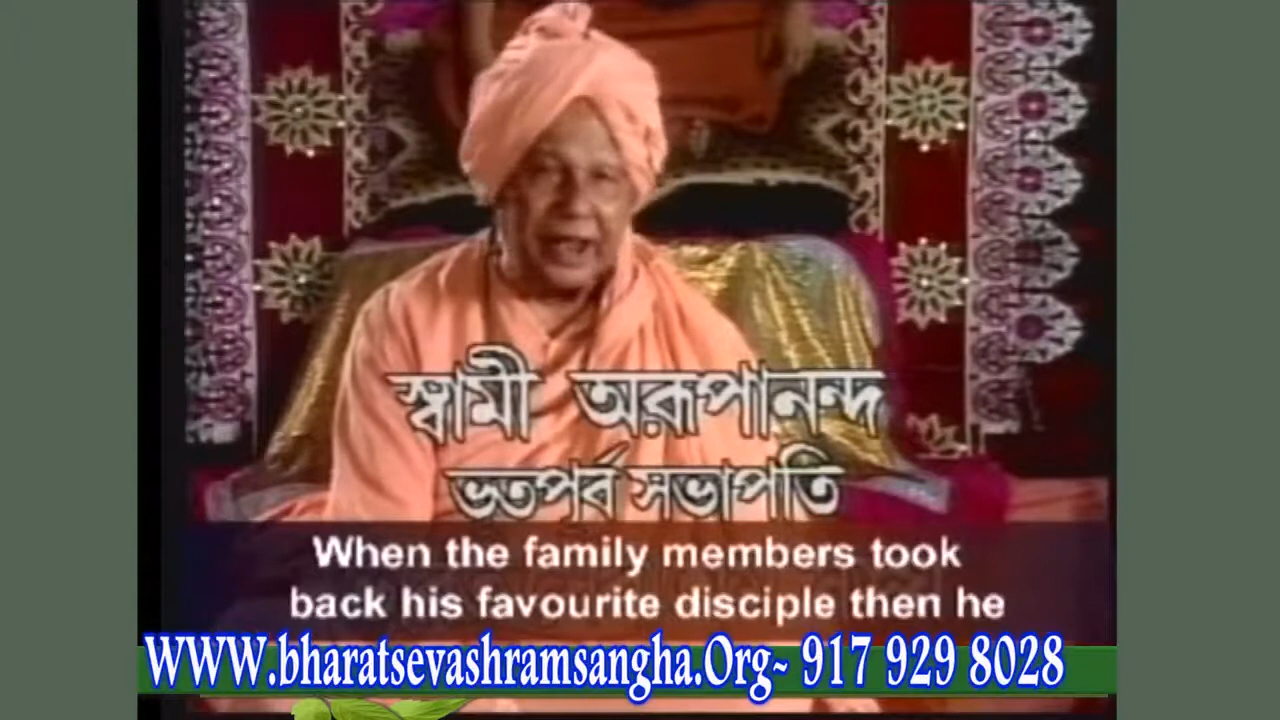 স্বামী অরূপানন্দ
ভূতপূর্ব সভাপতি
When the family members took
back his favourite disciple then he
WWW.bharatsevashramsangha.Org- 917 929 8028